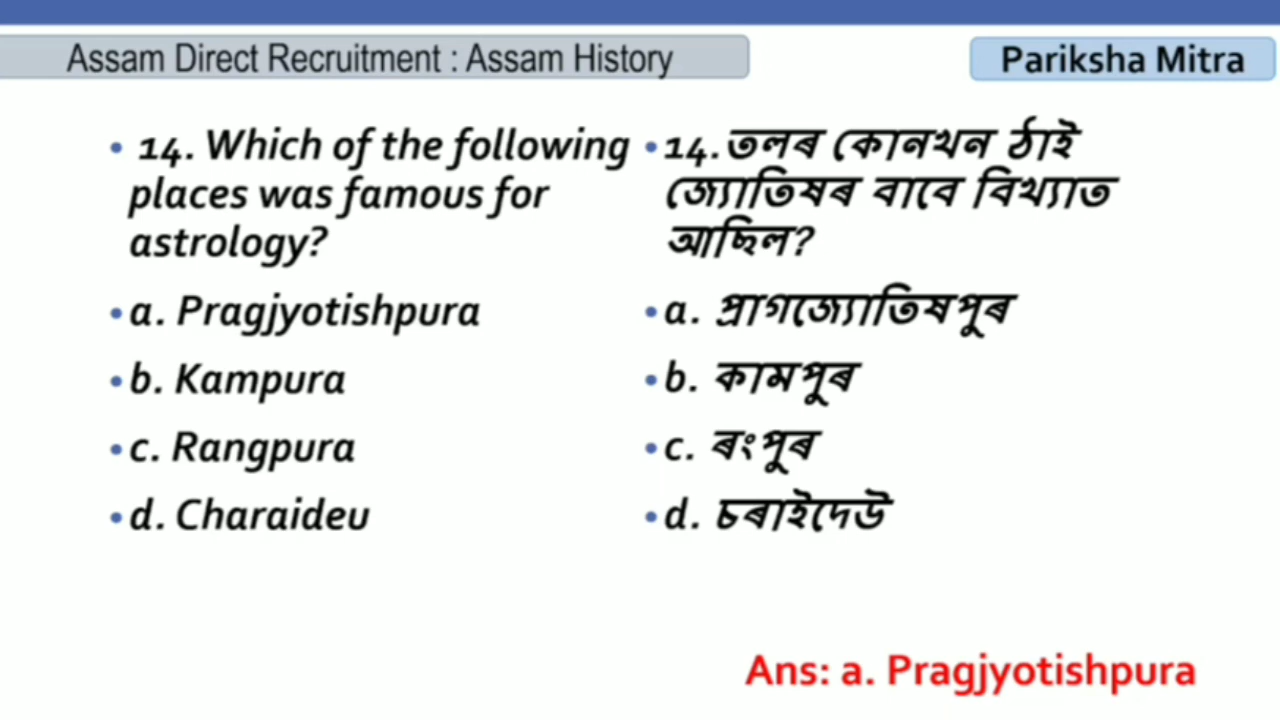 Assam Direct Recruitment : Assam History
Pariksha Mitra
• 14. Which of the following
places was famous for
astrology?
• a. Pragjyotishpura
• b. Kampura
• c. Rangpura
• d. Charaideu
• 14.তলৰ কোনখন ঠাই
জ্যোতিষৰ বাবে বিখ্যাত
আছিল?
• a. প্ৰাগজ্যোতিষপুৰ
• b. কামপুৰ
• c. ৰংপুৰ
• d. চৰাইদেউ
Ans: a. Pragjyotishpura